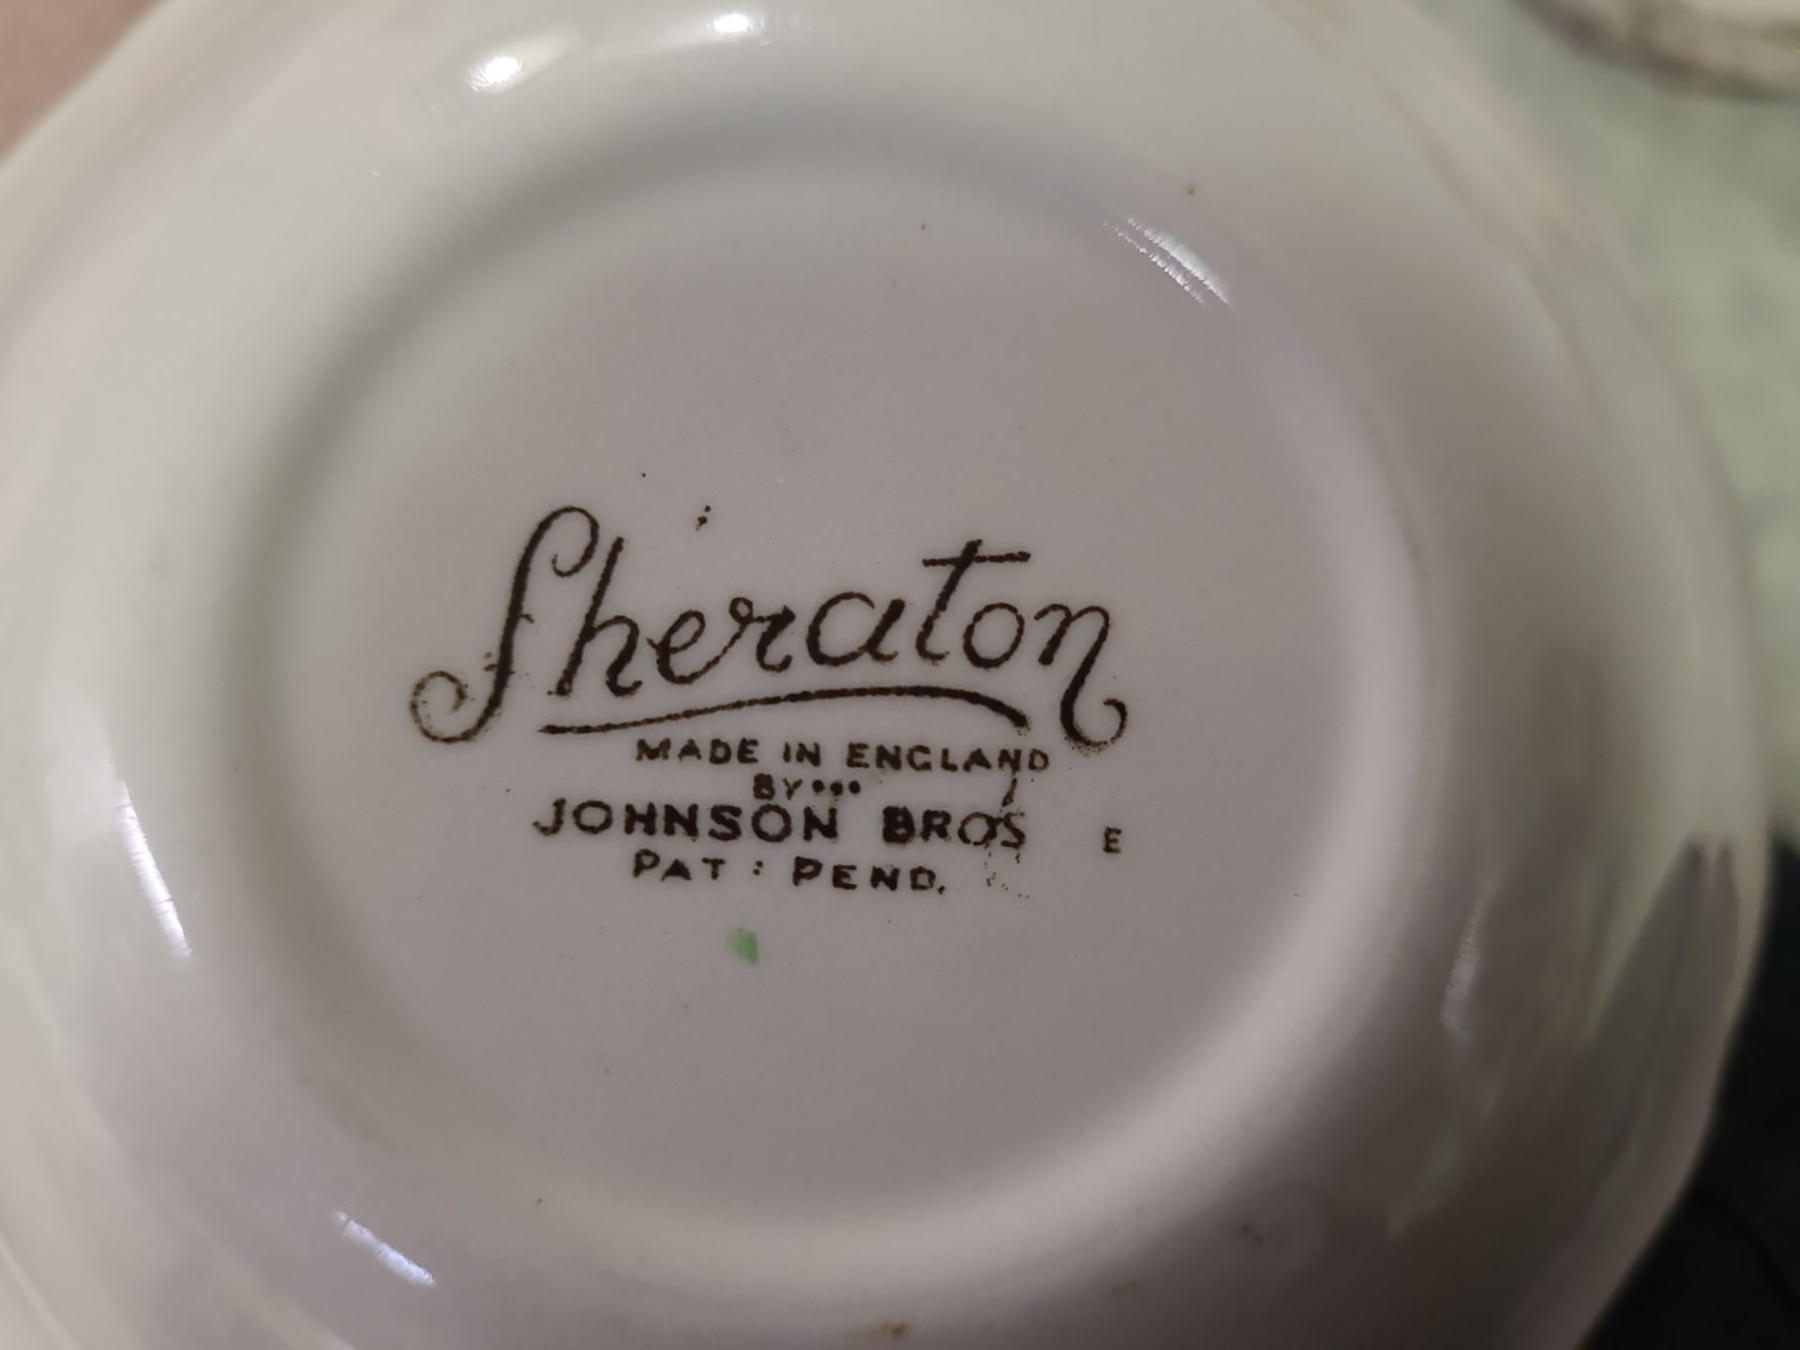 Sheraton
MADE IN ENGLAND
BY•••
JOHNSON BROS E
PAT: PEND.